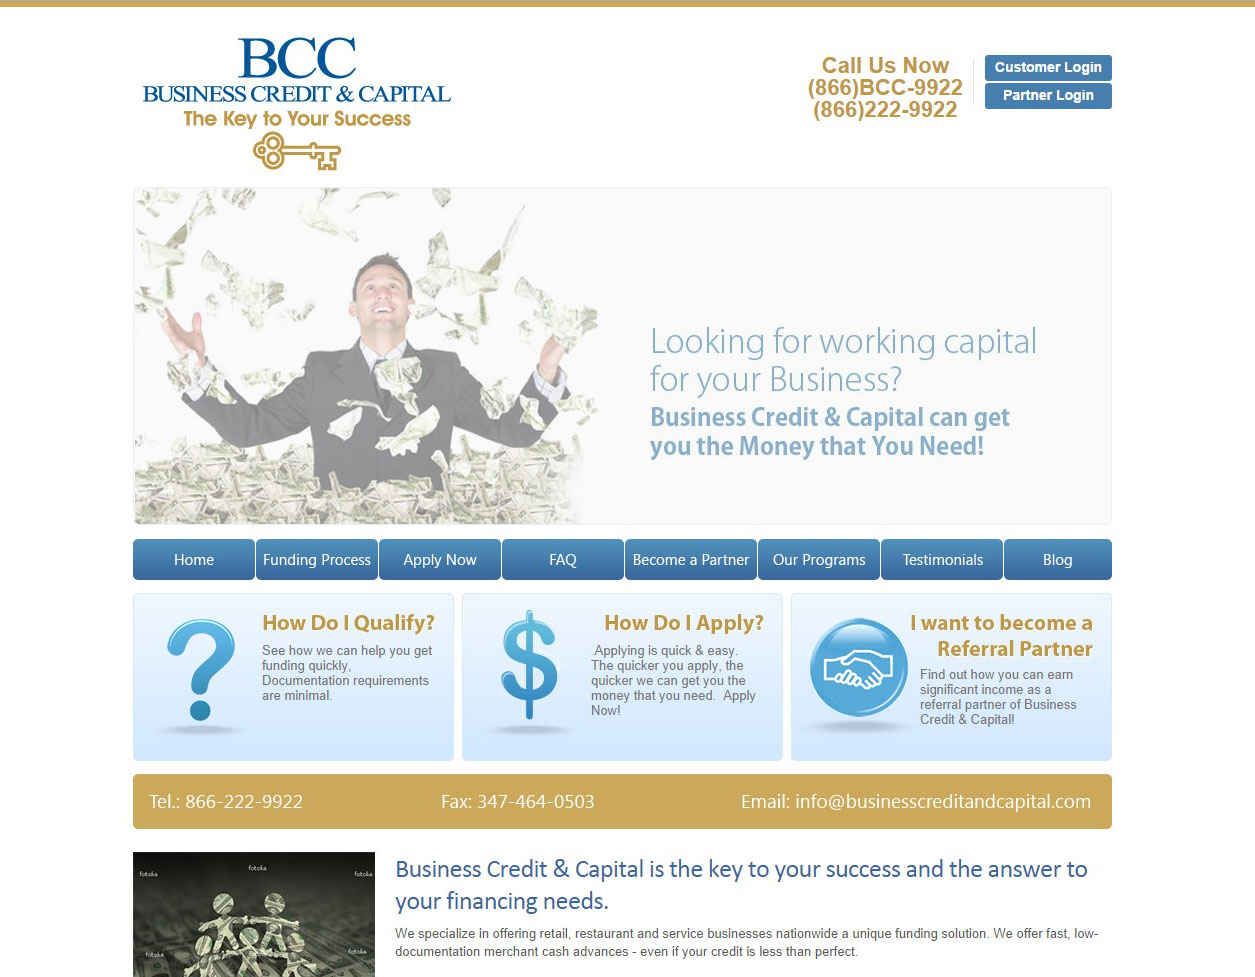 BCC
BUSINESS CREDIT & CAPITAL
The Key to Your Success
Call Us Now
(866)BCC-9922
(866)222-9922
Customer Login
Partner Login
Looking for working capital
for your Business?
Business Credit & Capital can get
you the Money that You Need!
Home
Funding Process
Apply Now
FAQ
Become a Partner
Our Programs
Testimonials
Blog
How Do I Qualify?
See how we can help you get
funding quickly,
Documentation requirements
are minimal.
How Do I Apply?
Applying is quick & easy.
The quicker you apply, the
quicker we can get you the
money that you need.  Apply
Now!
I want to become a
Referral Partner
Find out how you can earn
significant income as a
referral partner of Business
Credit & Capital!
Tel.: 866-222-9922
Fax: 347-464-0503
Email: info@businesscreditandcapital.com
fotolia
fotolia
fotolia
fotolia
fotolia
Business Credit & Capital is the key to your success and the answer to
your financing needs.
We specialize in offering retail, restaurant and service businesses nationwide a unique funding solution. We offer fast, low-
documentation merchant cash advances - even if your credit is less than perfect.